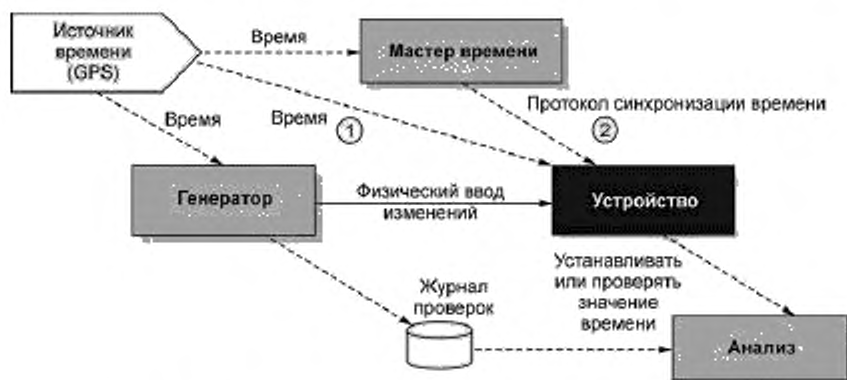 Источник
времени
(GPS)
Время
Мастер времени
Протокол синхронизации времени
Время
Время
1
2
Генератор
Физический ввод
изменений
Устройство
Устанавливать
или проверять
значение
времени
Журнал
проверок
Анализ